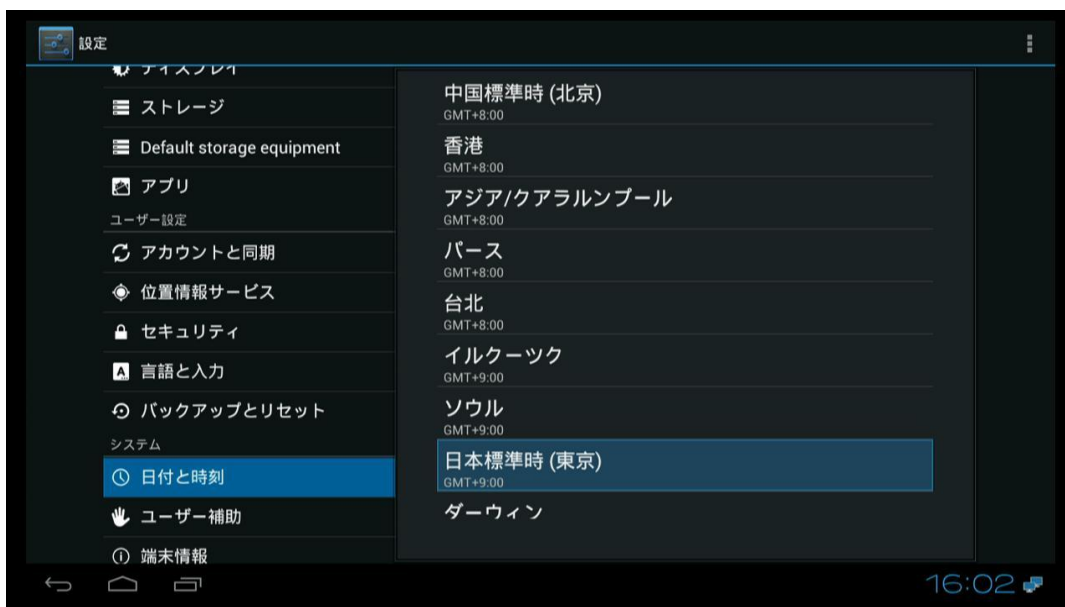 設定
ディスプレイ
ストレージ
Default storage equipment
アプリ
ユーザー設定
アカウントと同期
位置情報サービス
セキュリティ
言語と入力
バックアップとリセット
システム
日付と時刻
ユーザー補助
端末情報
中国標準時 (北京)
GMT+8:00
香港
GMT+8:00
アジア/クアラルンプール
GMT+8:00
パース
GMT+8:00
台北
GMT+8:00
イルクーツク
GMT+9:00
ソウル
GMT+9:00
日本標準時 (東京)
GMT+9:00
ダーウィン
16:02